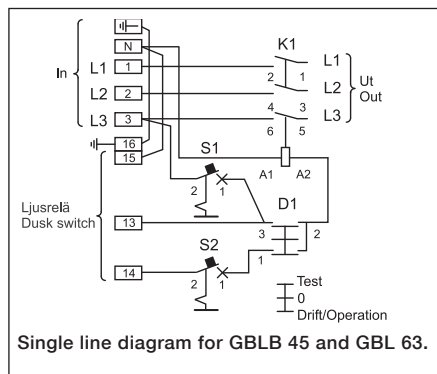 In
N
L1 1
L2 2
L3 3
16
15
K1
2 1
4 3
6 5
L1
L2
L3
Ut
Out
S1
2 1
A1 A2
D1
3 2
1
Ljusrelä
Dusk switch
13
14
S2
2 1
Test
0
Drift/Operation
Single line diagram for GBLB 45 and GBL 63.